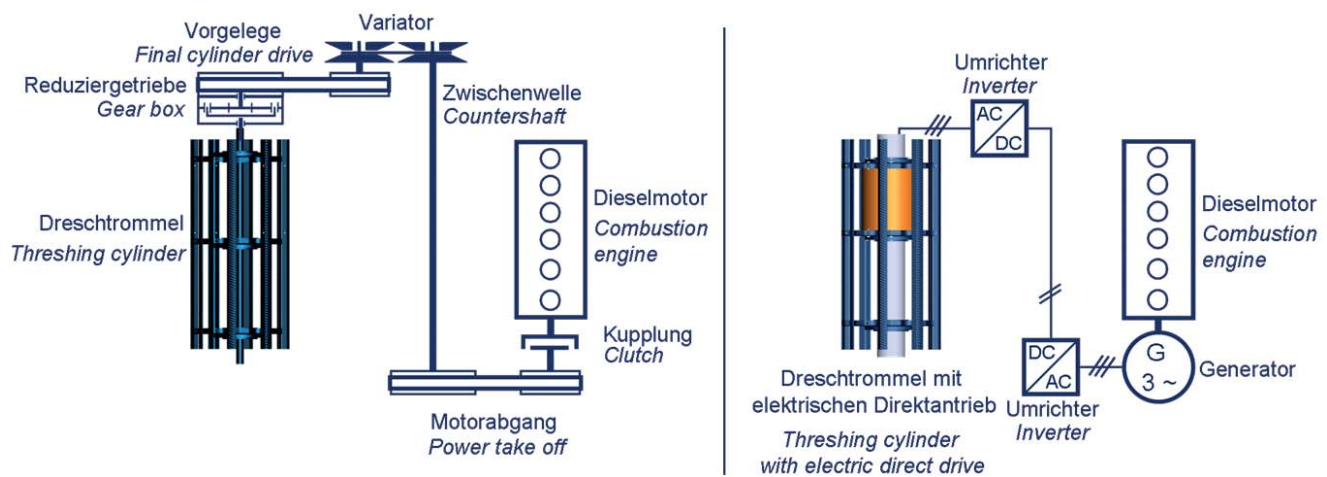 Vorgelege
Final cylinder drive
Variator
Reduziergetriebe
Gear box
Zwischenwelle
Countershaft
Dreschtrommel
Threshing cylinder
Dieselmotor
Combustion
engine
Kupplung
Clutch
Motorabgang
Power take off
Umrichter
Inverter
AC
DC
Dieselmotor
Combustion
engine
DC
AC
G
3 ~
Generator
Umrichter
Inverter
Dreschtrommel mit
elektrischen Direktantrieb
Threshing cylinder
with electric direct drive